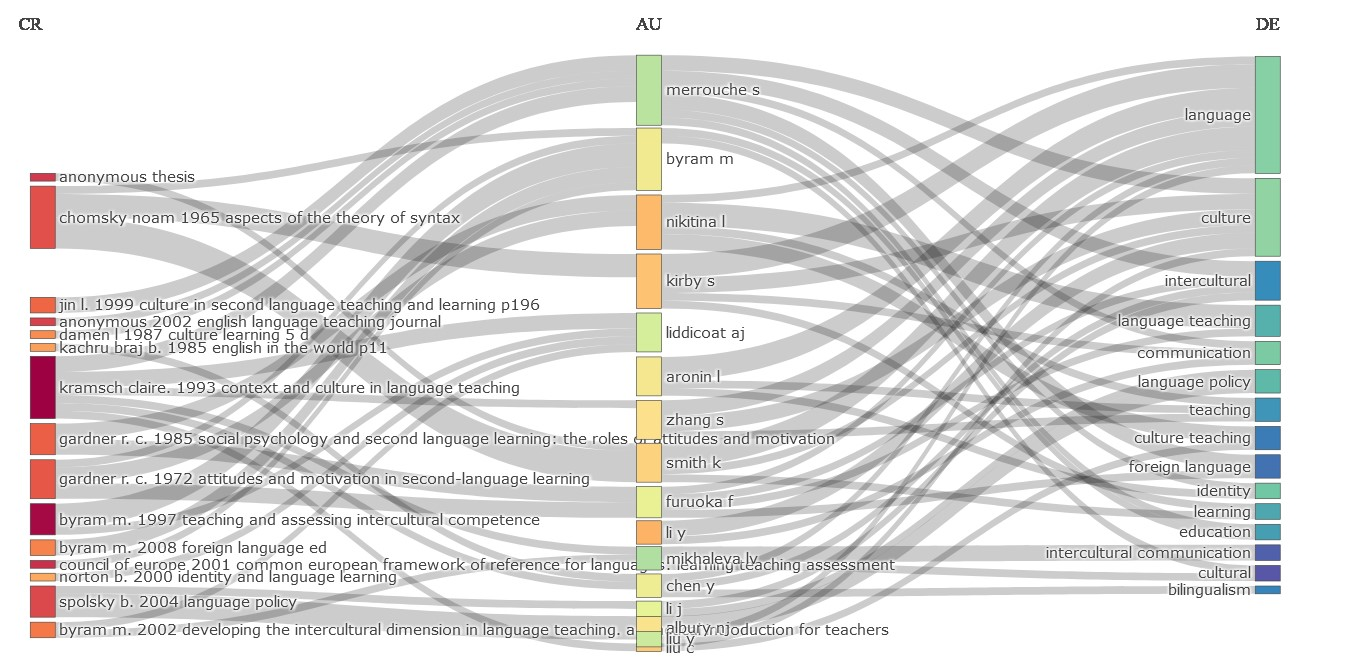 CR
AU
DE
anonymous thesis
chomsky noam 1965 aspects of the theory of syntax
jin l. 1999 culture in second language teaching and learning p196
anonymous 2002 english language teaching journal
damen l 1987 culture learning 5 d
kachru braj b. 1985 english in the world p11
kramsch claire. 1993 context and culture in language teaching
gardner r. c. 1985 social psychology and second language learning: the roles of attitudes and motivation
gardner r. c. 1972 attitudes and motivation in second-language learning
byram m. 1997 teaching and assessing intercultural competence
byram m. 2008 foreign language ed
council of europe 2001 common european framework of reference for languages: learning teaching assessment
norton b. 2000 identity and language learning
spolsky b. 2004 language policy
byram m. 2002 developing the intercultural dimension in language teaching. a introduction for teachers
merrouche s
byram m
nikitina l
kirby s
liddicoat aj
aronin l
zhang s
smith k
furuoka f
li y
mikhaleva lv
chen y
li j
albury nj
liu y
liu c
language
culture
intercultural
language teaching
communication
language policy
teaching
culture teaching
foreign language
identity
learning
education
intercultural communication
cultural
bilingualism